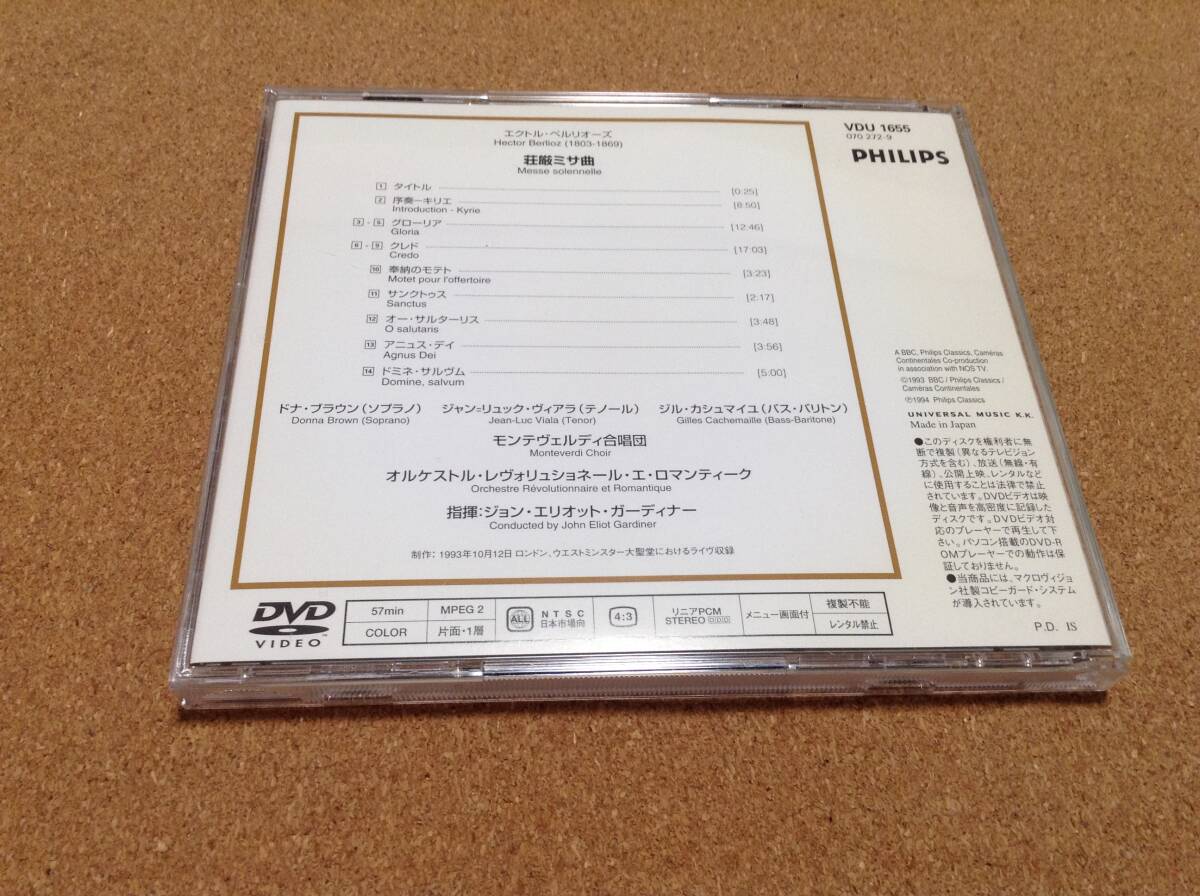 エクトル・ベルリオーズ
Hector Berlioz (1803-1869)
荘厳ミサ曲
Messe solennelle
1 タイトル [0:25]
2 序奏ーキリエ [8:50]
Introduction - Kyrie
3 - 5 グローリア [12:46]
Gloria
6 - 9 クレド [17:03]
Credo
10 奉納のモテト [3:23]
Motet pour l'offertoire
11 サンクトゥス [2:17]
Sanctus
12 オー・サルターリス [3:48]
O salutaris
13 アニュス・デイ [3:56]
Agnus Dei
14 ドミネ・サルヴム [5:00]
Domine, salvum
ドナ・ブラウン(ソプラノ) ジャン=リュック・ヴィアラ(テノール) ジル・カシュマイユ(バス・バリトン)
Donna Brown (Soprano) Jean-Luc Viala (Tenor) Gilles Cachemaille (Bass-Baritone)
モンテヴェルディ合唱団
Monteverdi Choir
オルケストル・レヴォリュショネール・エ・ロマンティーク
Orchestre Révolutionnaire et Romantique
指揮:ジョン・エリオット・ガーディナー
Conducted by John Eliot Gardiner
制作:1993年10月12日 ロンドン、ウエストミンスター大聖堂におけるライヴ収録
VDU 1655
070 272-9
PHILIPS
A BBC, Philips Classics, Caméras
Continentales Co-production
in association with NOS TV.
©1993 BBC / Philips Classics /
Caméras Continentales
℗1994 Philips Classics
UNIVERSAL MUSIC K.K.
Made in Japan
●このディスクを権利者に無
断で複製(異なるテレビジョン
方式を含む)、放送(無線・有
線)、公開上映、レンタルなど
に使用することは法律で禁止
されています。DVDビデオは映
像と音声を高密度に記録した
ディスクです。DVDビデオ対
応のプレーヤーで再生して下
さい。パソコン搭載のDVD-R
OMプレーヤーでの動作は保
証しておりません。
●当商品には、マクロヴィジョ
ン社製コピーガード・システム
が導入されています。
P.D. IS
DVD
VIDEO
57min MPEG 2 ALL NTSC 4:3 リニアPCM メニュー画面付 複製不能
COLOR 片面・1層 日本市場向 STEREO DDD レンタル禁止